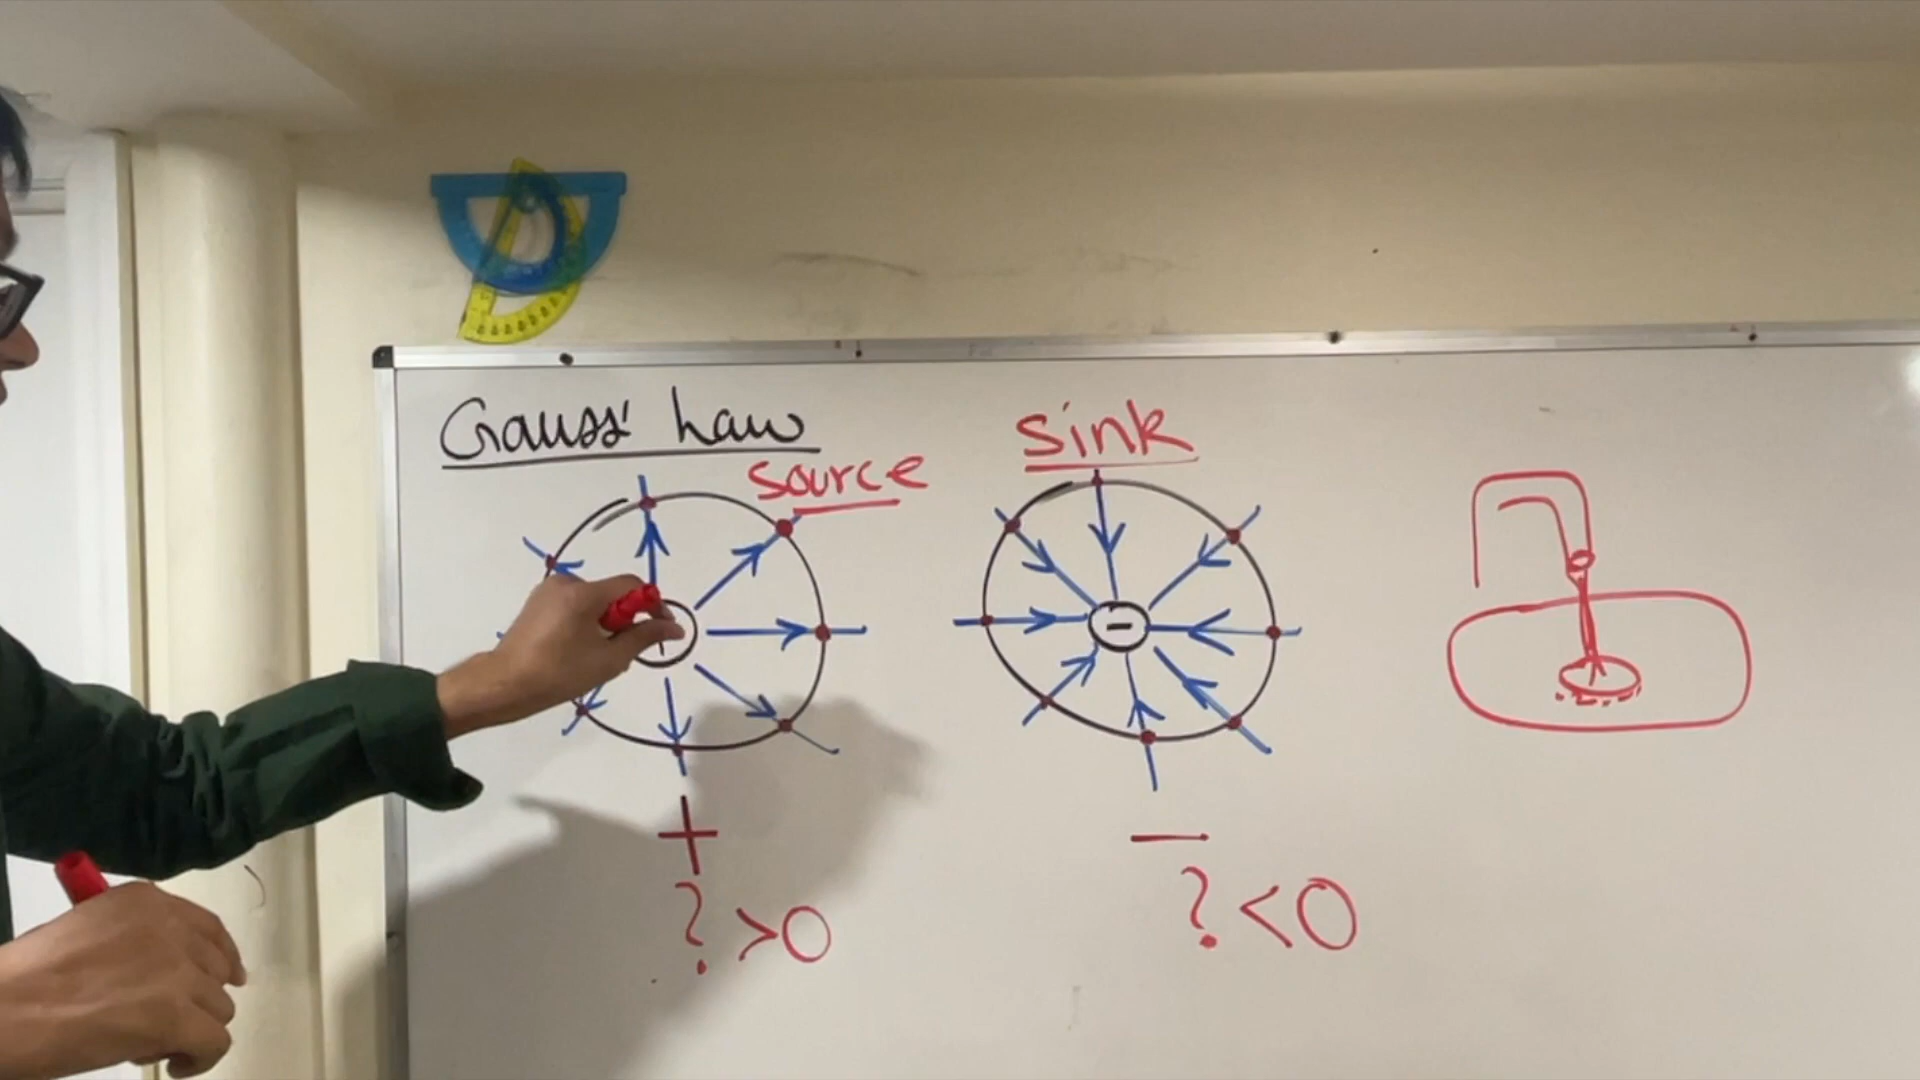 Gauss' Law
source
sink
-
+
? >0
—
? <0